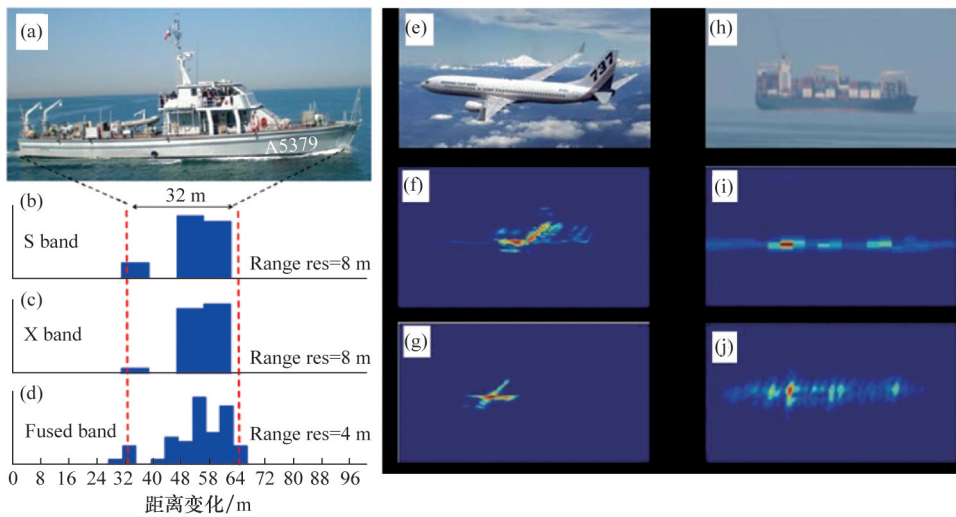 (a)
A5379
32 m
(b)
S band
Range res=8 m
(c)
X band
Range res=8 m
(d)
Fused band
Range res=4 m
0 8 16 24 32 40 48 56 64 72 80 88 96
距离变化/m
(e)
737
(f)
(g)
(h)
(i)
(j)